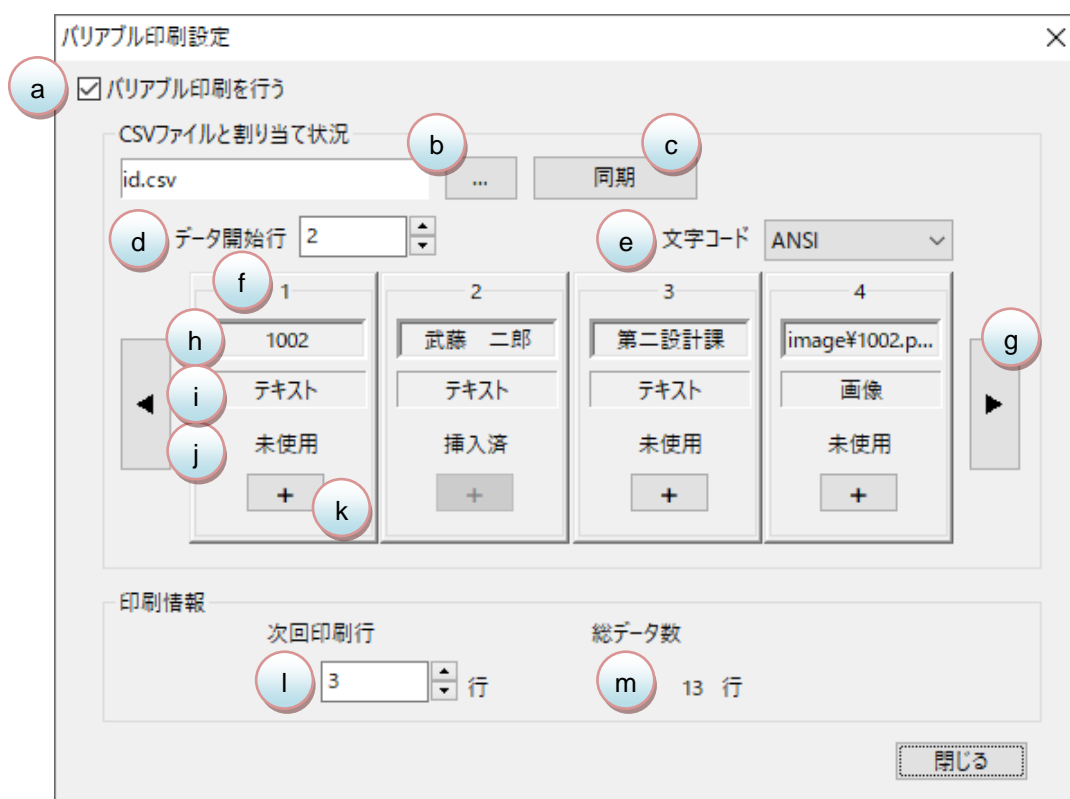 バリアブル印刷設定
a バリアブル印刷を行う
CSVファイルと割り当て状況
b c
id.csv ... 同期
d データ開始行 2 e 文字コード ANSI
f 1 2 3 4
h 1002 武藤　二郎 第二設計課 image¥1002.p... g
i テキスト テキスト テキスト 画像
j 未使用 挿入済 未使用 未使用
+ k + + +
印刷情報
次回印刷行 総データ数
l 3 行 m 13 行
閉じる